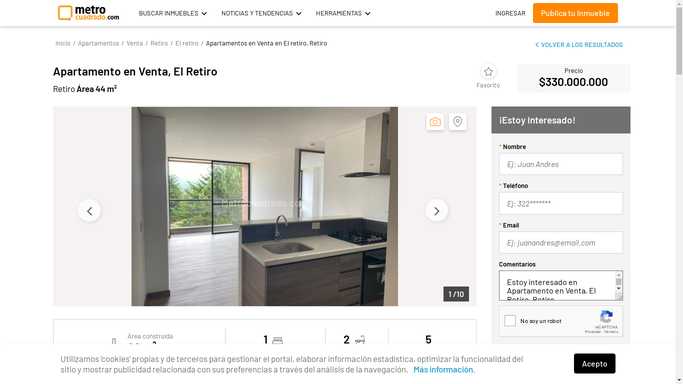 metro
cuadrado.com
BUSCAR INMUEBLES
NOTICIAS Y TENDENCIAS
HERRAMIENTAS
INGRESAR
Publica tu Inmueble
Inicio / Apartamentos / Venta / Retiro / El retiro / Apartamentos en Venta en El retiro, Retiro
VOLVER A LOS RESULTADOS
Apartamento en Venta, El Retiro
Retiro Área 44 m²
Favorito
Precio
$330.000.000
1 / 10
¡Estoy Interesado!
* Nombre
Ej: Juan Andres
* Teléfono
Ej: 322*******
* Email
Ej: juanandres@email.com
Comentarios
Estoy interesado en
Apartamento en Venta, El
Retiro, Retiro
No soy un robot
reCAPTCHA
Privacidad - Términos
Área construida
1
2
5
Utilizamos 'cookies' propias y de terceros para gestionar el portal, elaborar información estadística, optimizar la funcionalidad del
sitio y mostrar publicidad relacionada con sus preferencias a través del análisis de la navegación. Más información.
Acepto